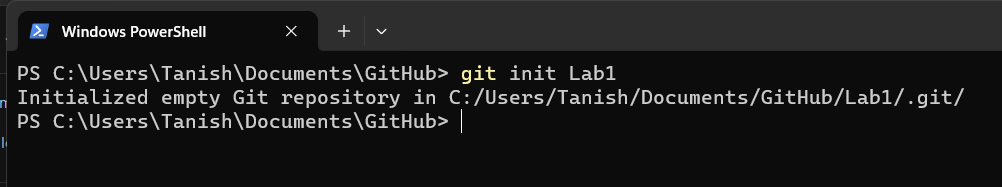 Windows PowerShell
PS C:\Users\Tanish\Documents\GitHub> git init Lab1
Initialized empty Git repository in C:/Users/Tanish/Documents/GitHub/Lab1/.git/
PS C:\Users\Tanish\Documents\GitHub>